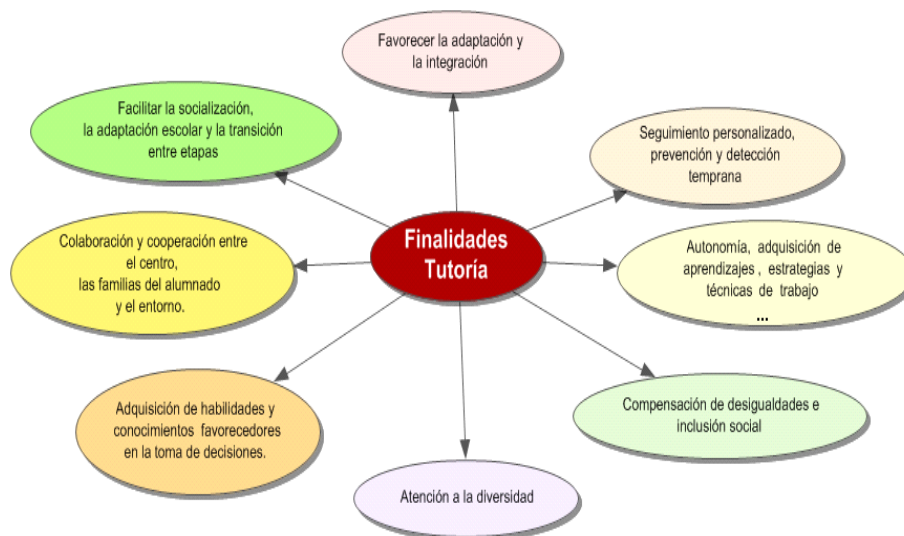 Favorecer la adaptación y
la integración
Facilitar la socialización,
la adaptación escolar y la transición
entre etapas
Seguimiento personalizado,
prevención y detección
temprana
Finalidades
Tutoría
Colaboración y cooperación entre
el centro,
las familias del alumnado
y el entorno.
Autonomía, adquisición de
aprendizajes , estrategias y
técnicas de trabajo
...
Adquisición de habilidades y
conocimientos favorecedores
en la toma de decisiones.
Compensación de desigualdades e
inclusión social
Atención a la diversidad